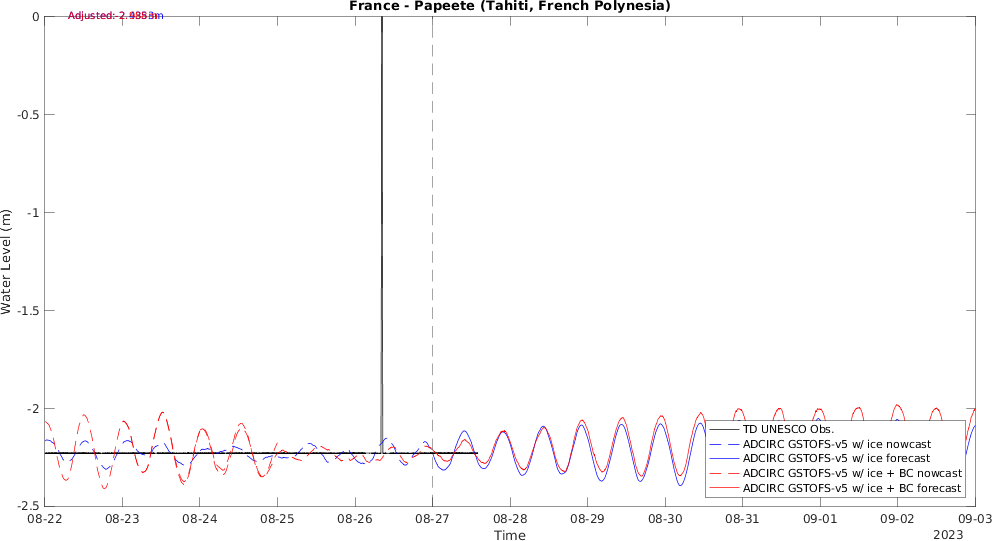 France - Papeete (Tahiti, French Polynesia)
Adjusted:
0
-0.5
-1
-1.5
-2
-2.5
Water Level (m)
TD UNESCO Obs.
ADCIRC GSTOFS-v5 w/ ice nowcast
ADCIRC GSTOFS-v5 w/ ice forecast
ADCIRC GSTOFS-v5 w/ ice + BC nowcast
ADCIRC GSTOFS-v5 w/ ice + BC forecast
08-22 08-23 08-24 08-25 08-26 08-27 08-28 08-29 08-30 08-31 09-01 09-02 09-03
Time
2023